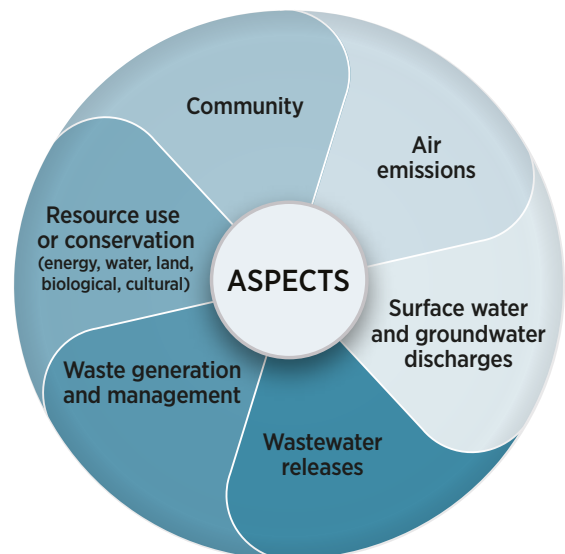 Community
Air
emissions
Resource use
or conservation
(energy, water, land,
biological, cultural)
ASPECTS
Surface water
and groundwater
discharges
Waste generation
and management
Wastewater
releases